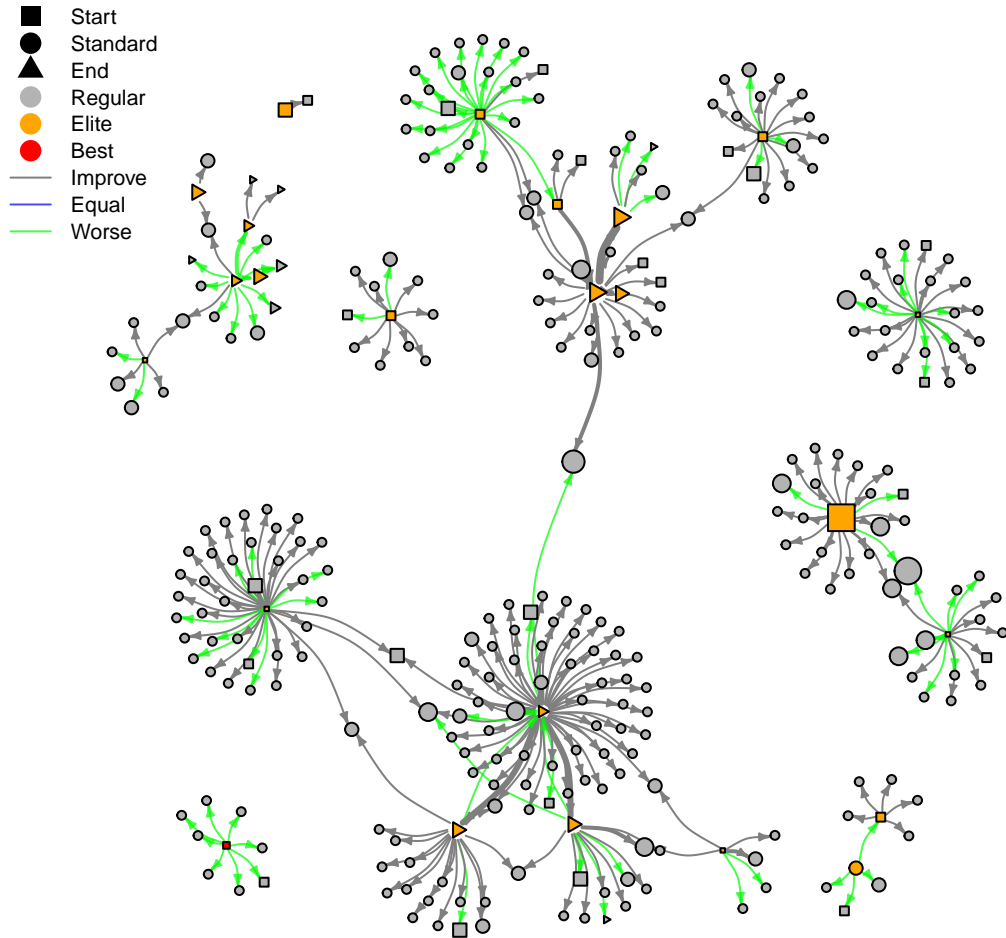 Start
Standard
End
Regular
Elite
Best
Improve
Equal
Worse